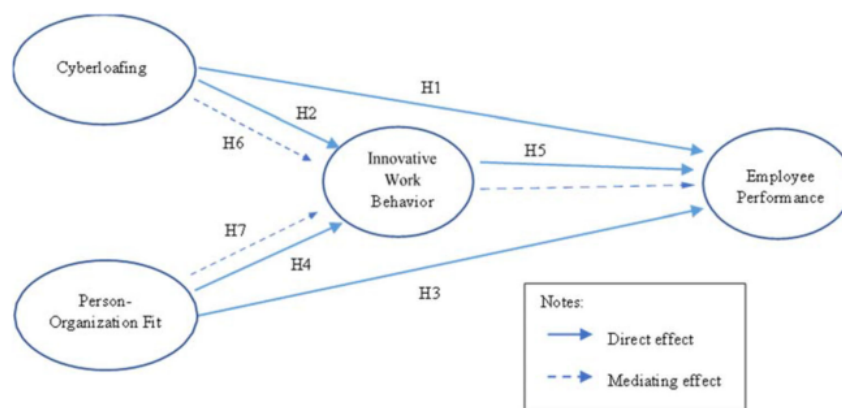 Cyberloafing
H1
H2
H6
Innovative
Work
Behavior
H5
Employee
Performance
H7
H4
Person-
Organization Fit
H3
Notes:
Direct effect
Mediating effect